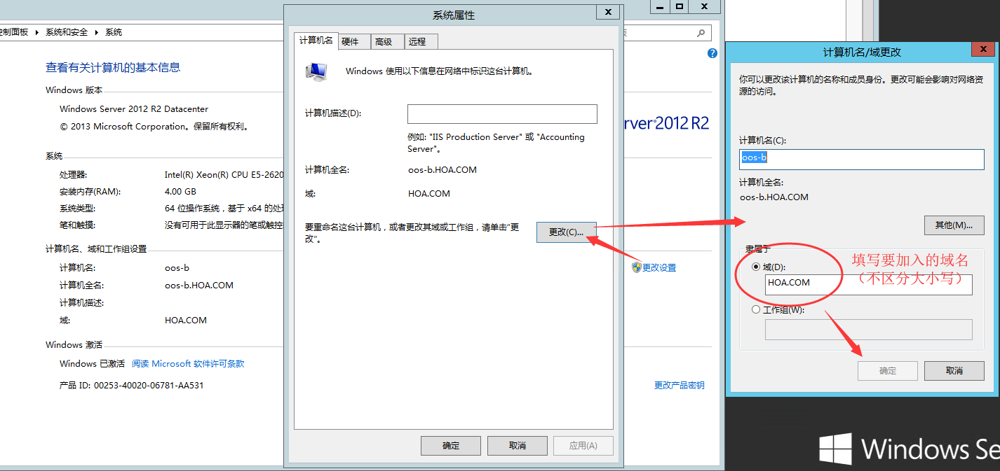 控制面板 ▸ 系统和安全 ▸ 系统
查看有关计算机的基本信息
Windows 版本
Windows Server 2012 R2 Datacenter
© 2013 Microsoft Corporation。保留所有权利。
系统
处理器:
Intel(R) Xeon(R) CPU E5-2620
安装内存(RAM):
4.00 GB
系统类型:
64 位操作系统，基于 x64 的处理
笔和触摸:
没有可用于此显示器的笔或触控
计算机名、域和工作组设置
计算机名:
oos-b
计算机全名:
oos-b.HOA.COM
计算机描述:
域:
HOA.COM
Windows 激活
Windows 已激活 阅读 Microsoft 软件许可条款
产品 ID: 00253-40020-06781-AA531
系统属性
计算机名 硬件 高级 远程
Windows 使用以下信息在网络中标识这台计算机。
计算机描述(D):
例如: "IIS Production Server" 或 "Accounting
Server"。
计算机全名:
oos-b.HOA.COM
域:
HOA.COM
要重命名这台计算机，或者更改其域或工作组，请单击“更
改”。
更改(C)...
确定 取消 应用(A)
rver 2012 R2
更改设置
更改产品密钥
计算机名/域更改
你可以更改该计算机的名称和成员身份。更改可能会影响对网络资
源的访问。
计算机名(C):
oos-b
计算机全名:
oos-b.HOA.COM
其他(M)...
隶属于
域(D):
HOA.COM
填写要加入的域名
（不区分大小写）
工作组(W):
确定 取消
Windows Se